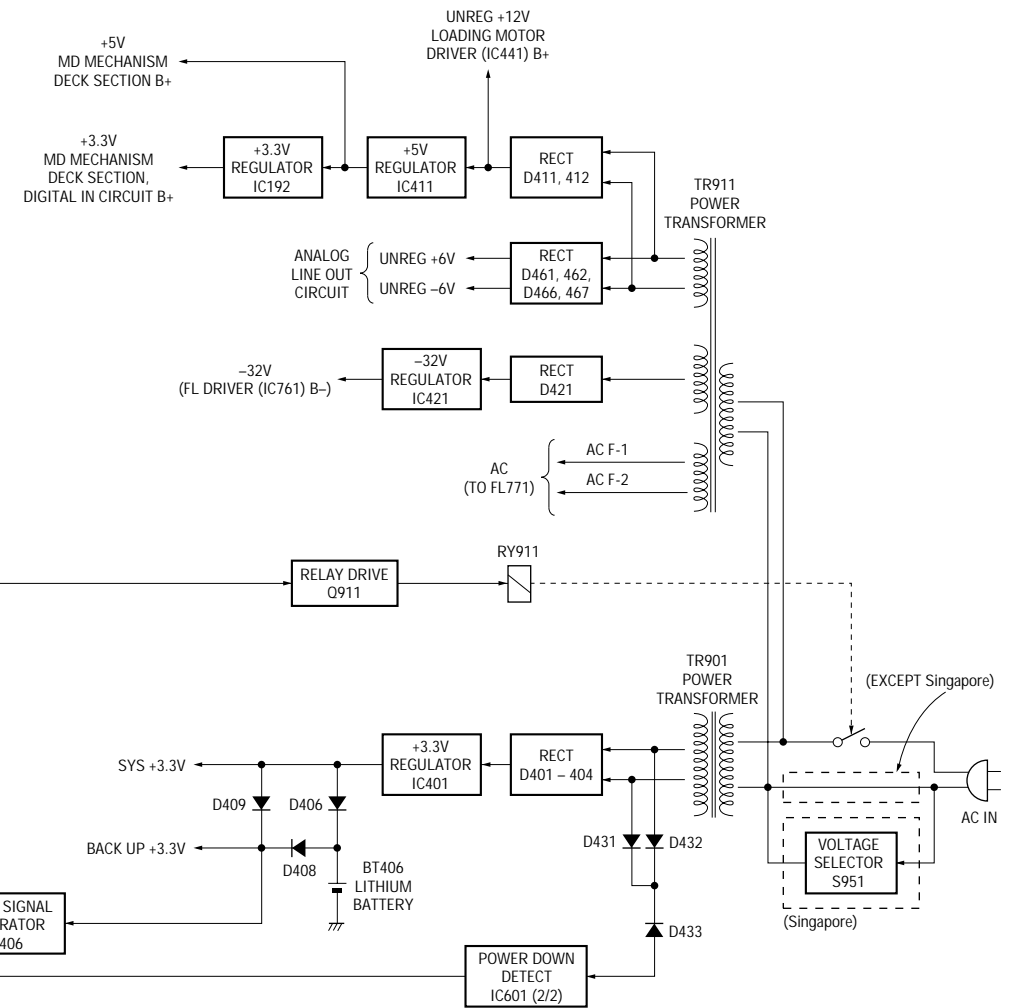 UNREG +12V
LOADING MOTOR
DRIVER (IC441) B+
+5V
MD MECHANISM
DECK SECTION B+
+3.3V
MD MECHANISM
DECK SECTION,
DIGITAL IN CIRCUIT B+
+3.3V
REGULATOR
IC192
+5V
REGULATOR
IC411
RECT
D411, 412
TR911
POWER
TRANSFORMER
ANALOG
LINE OUT
CIRCUIT
UNREG +6V
UNREG –6V
RECT
D461, 462,
D466, 467
–32V
(FL DRIVER (IC761) B–)
–32V
REGULATOR
IC421
RECT
D421
AC
(TO FL771)
AC F-1
AC F-2
RELAY DRIVE
Q911
RY911
TR901
POWER
TRANSFORMER
(EXCEPT Singapore)
SYS +3.3V
+3.3V
REGULATOR
IC401
RECT
D401 – 404
D409
D406
BACK UP +3.3V
D408
BT406
LITHIUM
BATTERY
D431
D432
D433
AC IN
VOLTAGE
SELECTOR
S951
(Singapore)
SIGNAL
RATOR
406
POWER DOWN
DETECT
IC601 (2/2)